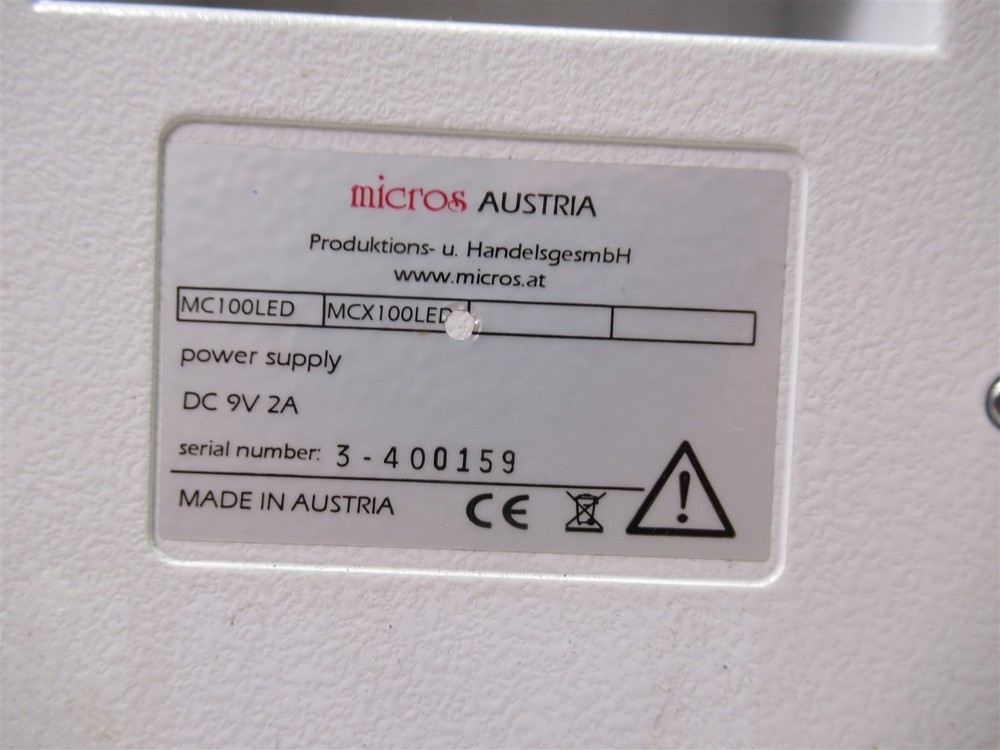 micros AUSTRIA
Produktions- u. HandelsgesmbH
www.micros.at
MC100LED MCX100LED
power supply
DC 9V 2A
serial number: 3-400159
MADE IN AUSTRIA CE